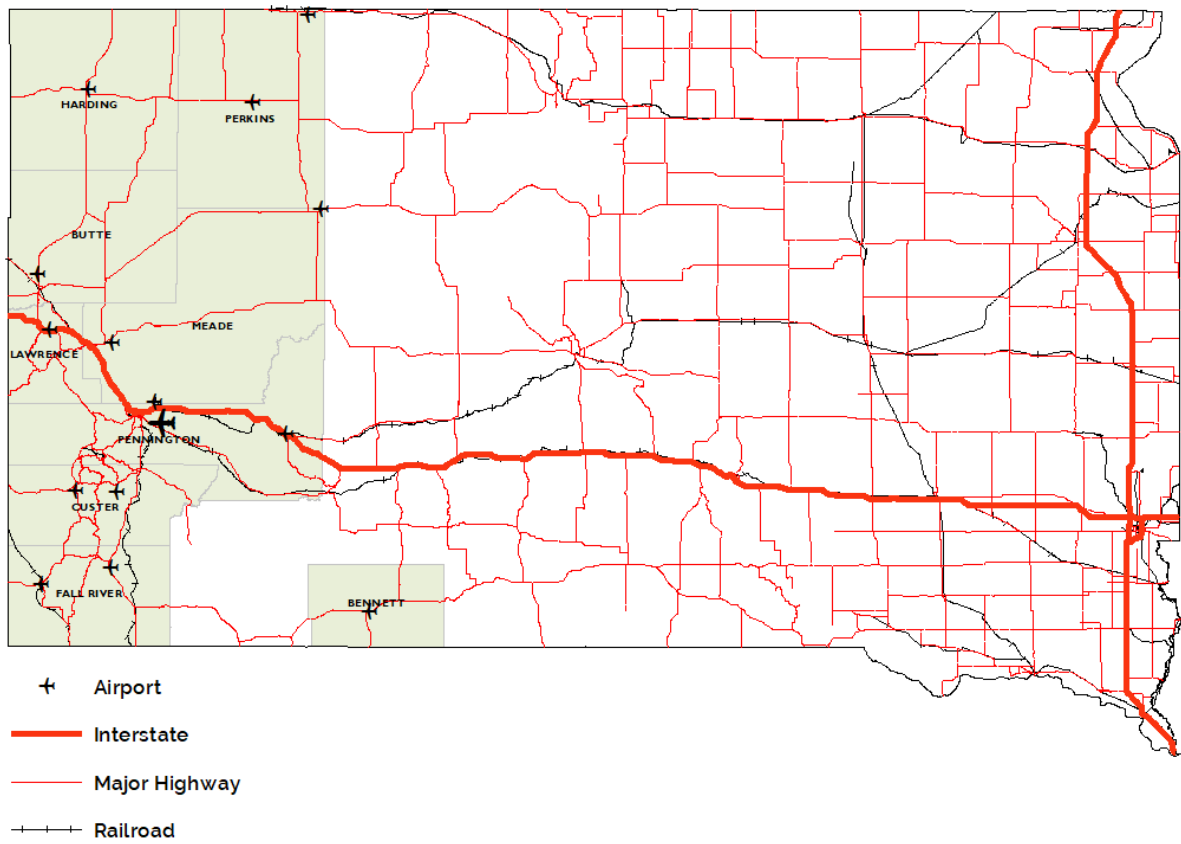 HARDING
PERKINS
BUTTE
MEADE
LAWRENCE
PENNINGTON
CUSTER
FALL RIVER
BENNETT
Airport
Interstate
Major Highway
Railroad